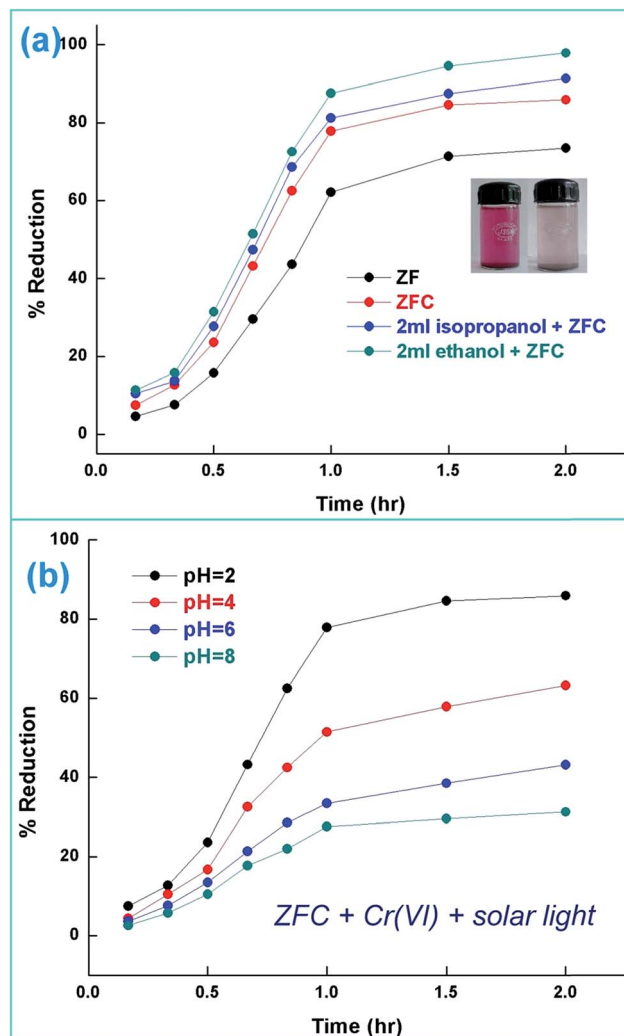 (a)
100
80
60
40
20
0
% Reduction
ZF
ZFC
2ml isopropanol + ZFC
2ml ethanol + ZFC
0.0 0.5 1.0 1.5 2.0
Time (hr)
(b)
100
80
60
40
20
0
% Reduction
pH=2
pH=4
pH=6
pH=8
ZFC + Cr(VI) + solar light
0.0 0.5 1.0 1.5 2.0
Time (hr)